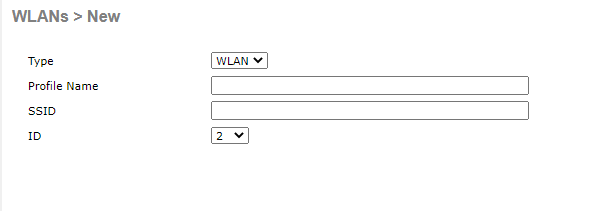 WLANs > New
Type WLAN
Profile Name
SSID
ID 2